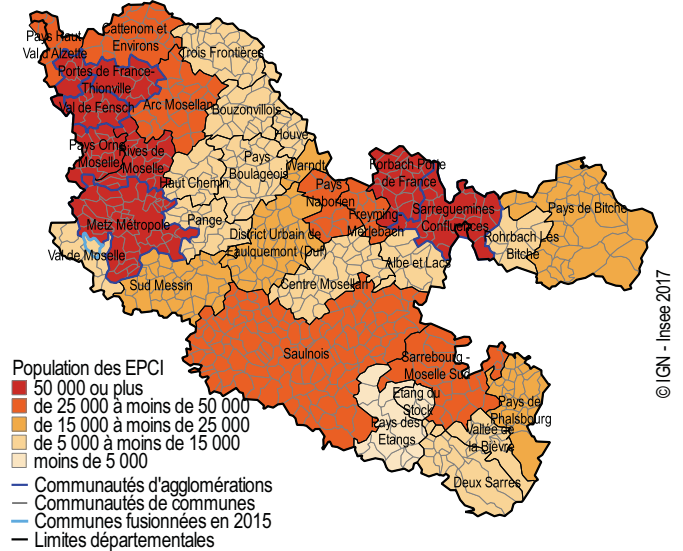 Pays Haut
Val d'Alzette
Cattenom et
Environs
Trois Frontières
Portes de France-
Thionville
Val de Fensch
Arc Mosellan
Bouzonvillois
Houve
Pays Orne
Moselle
Rives de
Moselle
Haut Chemin
Pays
Boulageois
Warndt
Forbach Porte
de France
Pays
Naborien
Freyming-
Merlebach
Sarreguemines
Confluences
Pays de Bitche
Rohrbach Les
Bitche
Metz Métropole
Pange
District Urbain de
Faulquemont (Duf)
Val de Moselle
Sud Messin
Centre Mosellan
Albe et Lacs
Saulnois
Sarrebourg -
Moselle Sud
Etang du
Stock
Pays des
Etangs
Pays de
Phalsbourg
Vallée de
la Bièvre
Deux Sarres
Population des EPCI
50 000 ou plus
de 25 000 à moins de 50 000
de 15 000 à moins de 25 000
de 5 000 à moins de 15 000
moins de 5 000
Communautés d'agglomérations
Communautés de communes
Communes fusionnées en 2015
Limites départementales
© IGN - Insee 2017